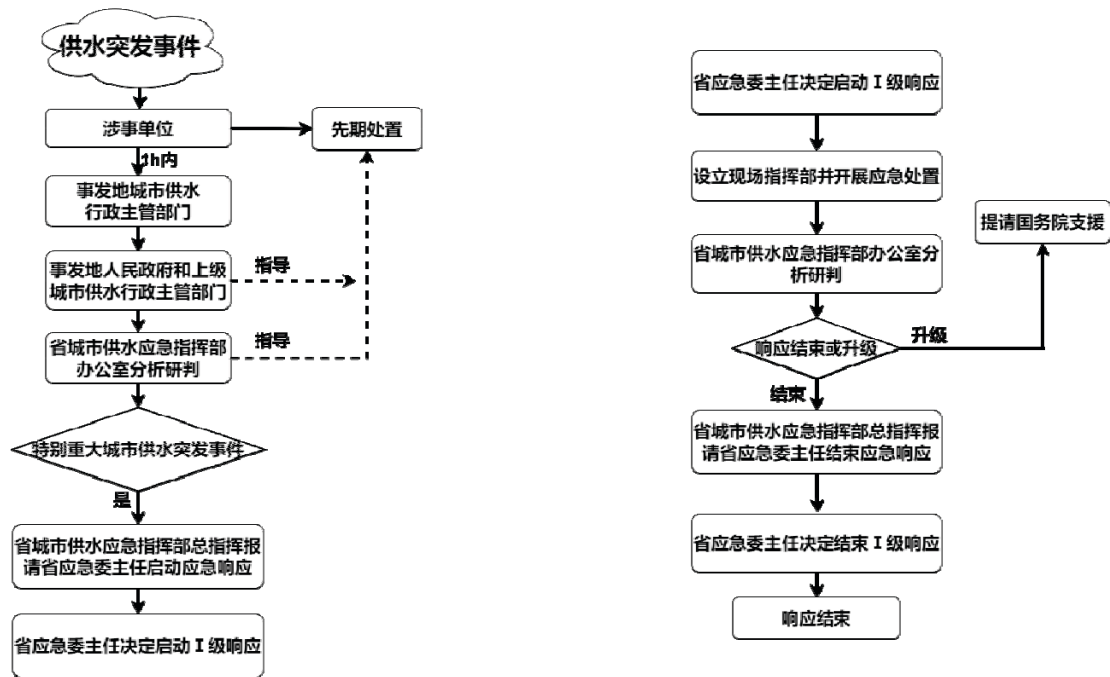 供水突发事件
涉事单位
先期处置
1h内
事发地城市供水
行政主管部门
事发地人民政府和上级
城市供水行政主管部门
指导
省城市供水应急指挥部
办公室分析研判
指导
特别重大城市供水突发事件
是
省城市供水应急指挥部总指挥报
请省应急委主任启动应急响应
省应急委主任决定启动Ⅰ级响应
省应急委主任决定启动Ⅰ级响应
设立现场指挥部并开展应急处置
提请国务院支援
省城市供水应急指挥部办公室分
析研判
响应结束或升级
升级
结束
省城市供水应急指挥部总指挥报
请省应急委主任结束应急响应
省应急委主任决定结束Ⅰ级响应
响应结束